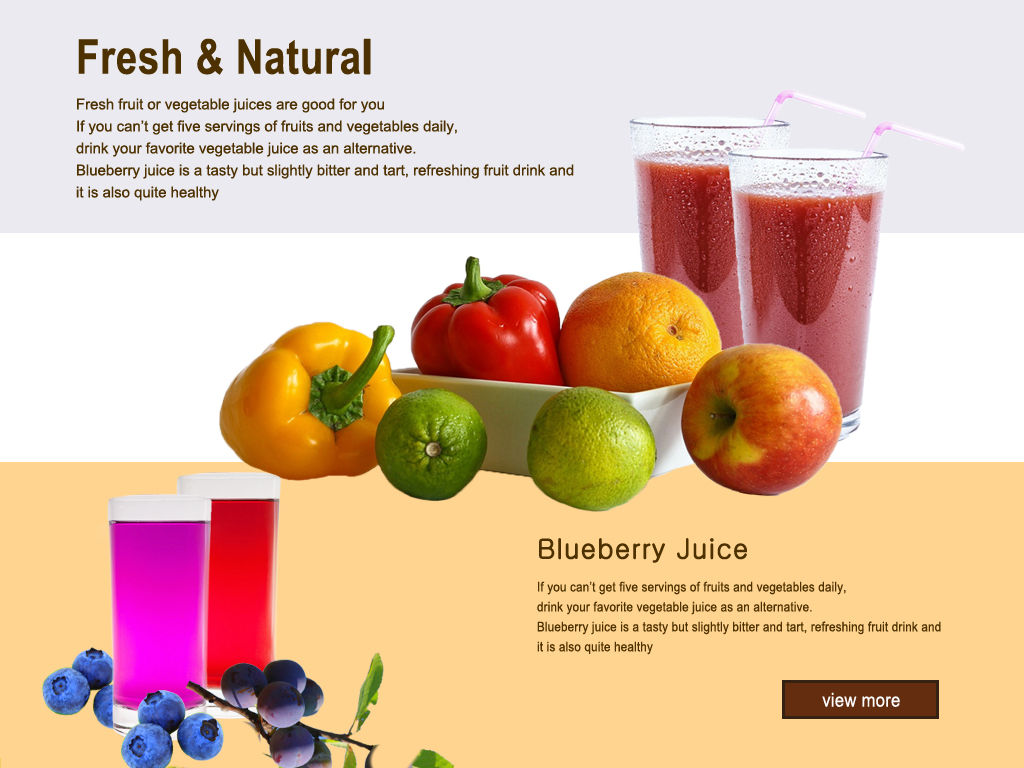 Fresh & Natural
Fresh fruit or vegetable juices are good for you
If you can't get five servings of fruits and vegetables daily,
drink your favorite vegetable juice as an alternative.
Blueberry juice is a tasty but slightly bitter and tart, refreshing fruit drink and
it is also quite healthy
Blueberry Juice
If you can't get five servings of fruits and vegetables daily,
drink your favorite vegetable juice as an alternative.
Blueberry juice is a tasty but slightly bitter and tart, refreshing fruit drink and
it is also quite healthy
view more